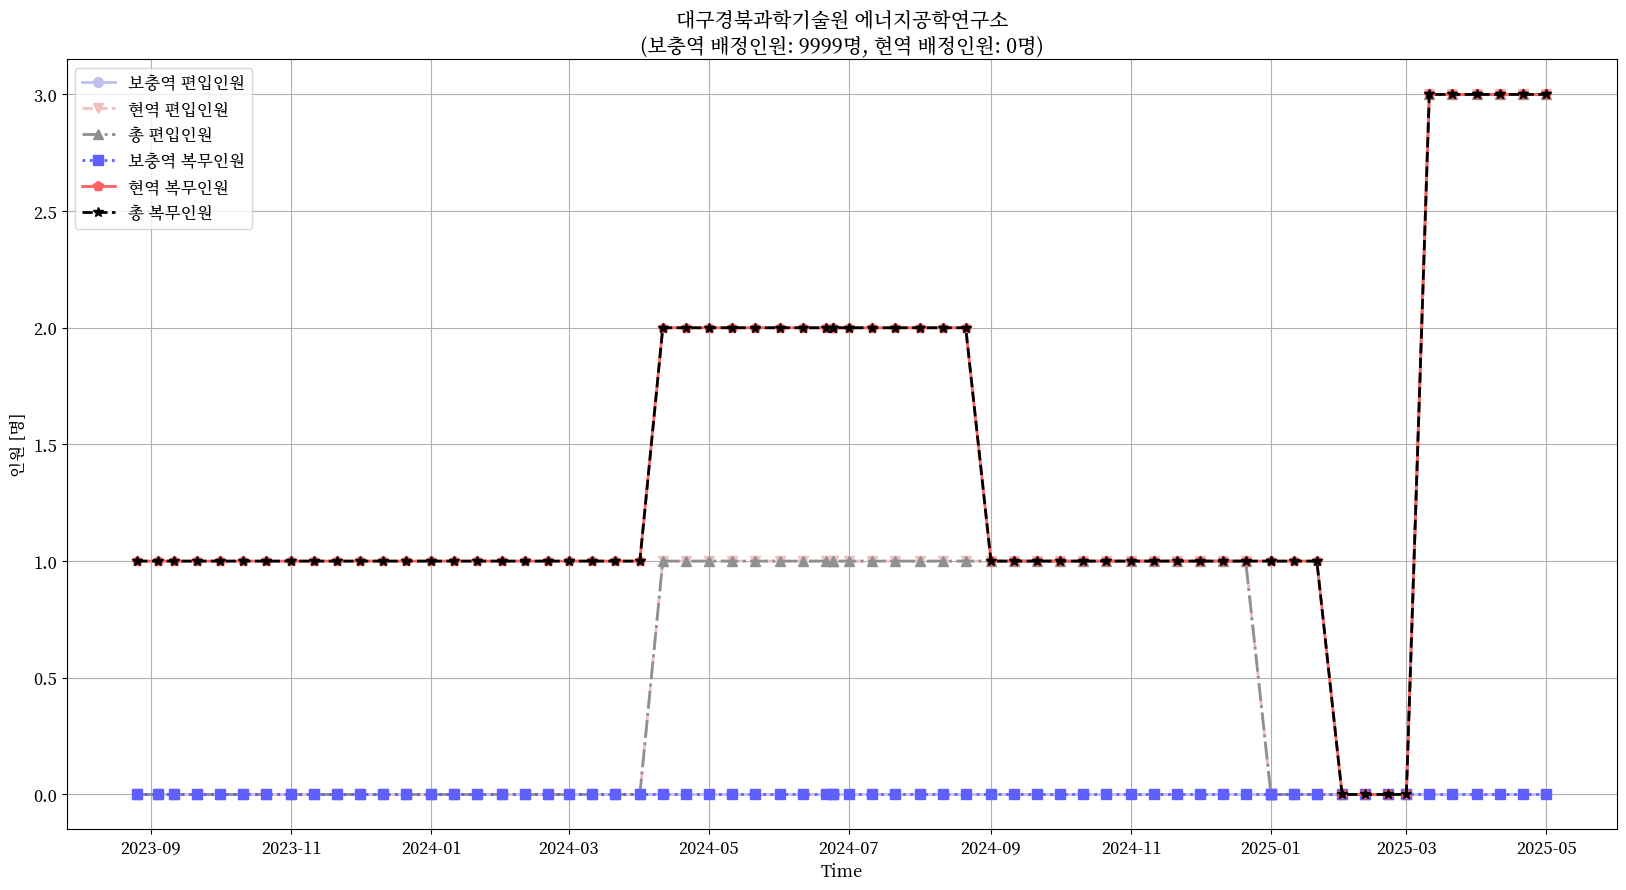 대구경북과학기술원 에너지공학연구소
(보충역 배정인원: 9999명, 현역 배정인원: 0명)
보충역 편입인원
현역 편입인원
총 편입인원
보충역 복무인원
현역 복무인원
총 복무인원
인원 [명]
3.0
2.5
2.0
1.5
1.0
0.5
0.0
2023-09
2023-11
2024-01
2024-03
2024-05
2024-07
2024-09
2024-11
2025-01
2025-03
2025-05
Time